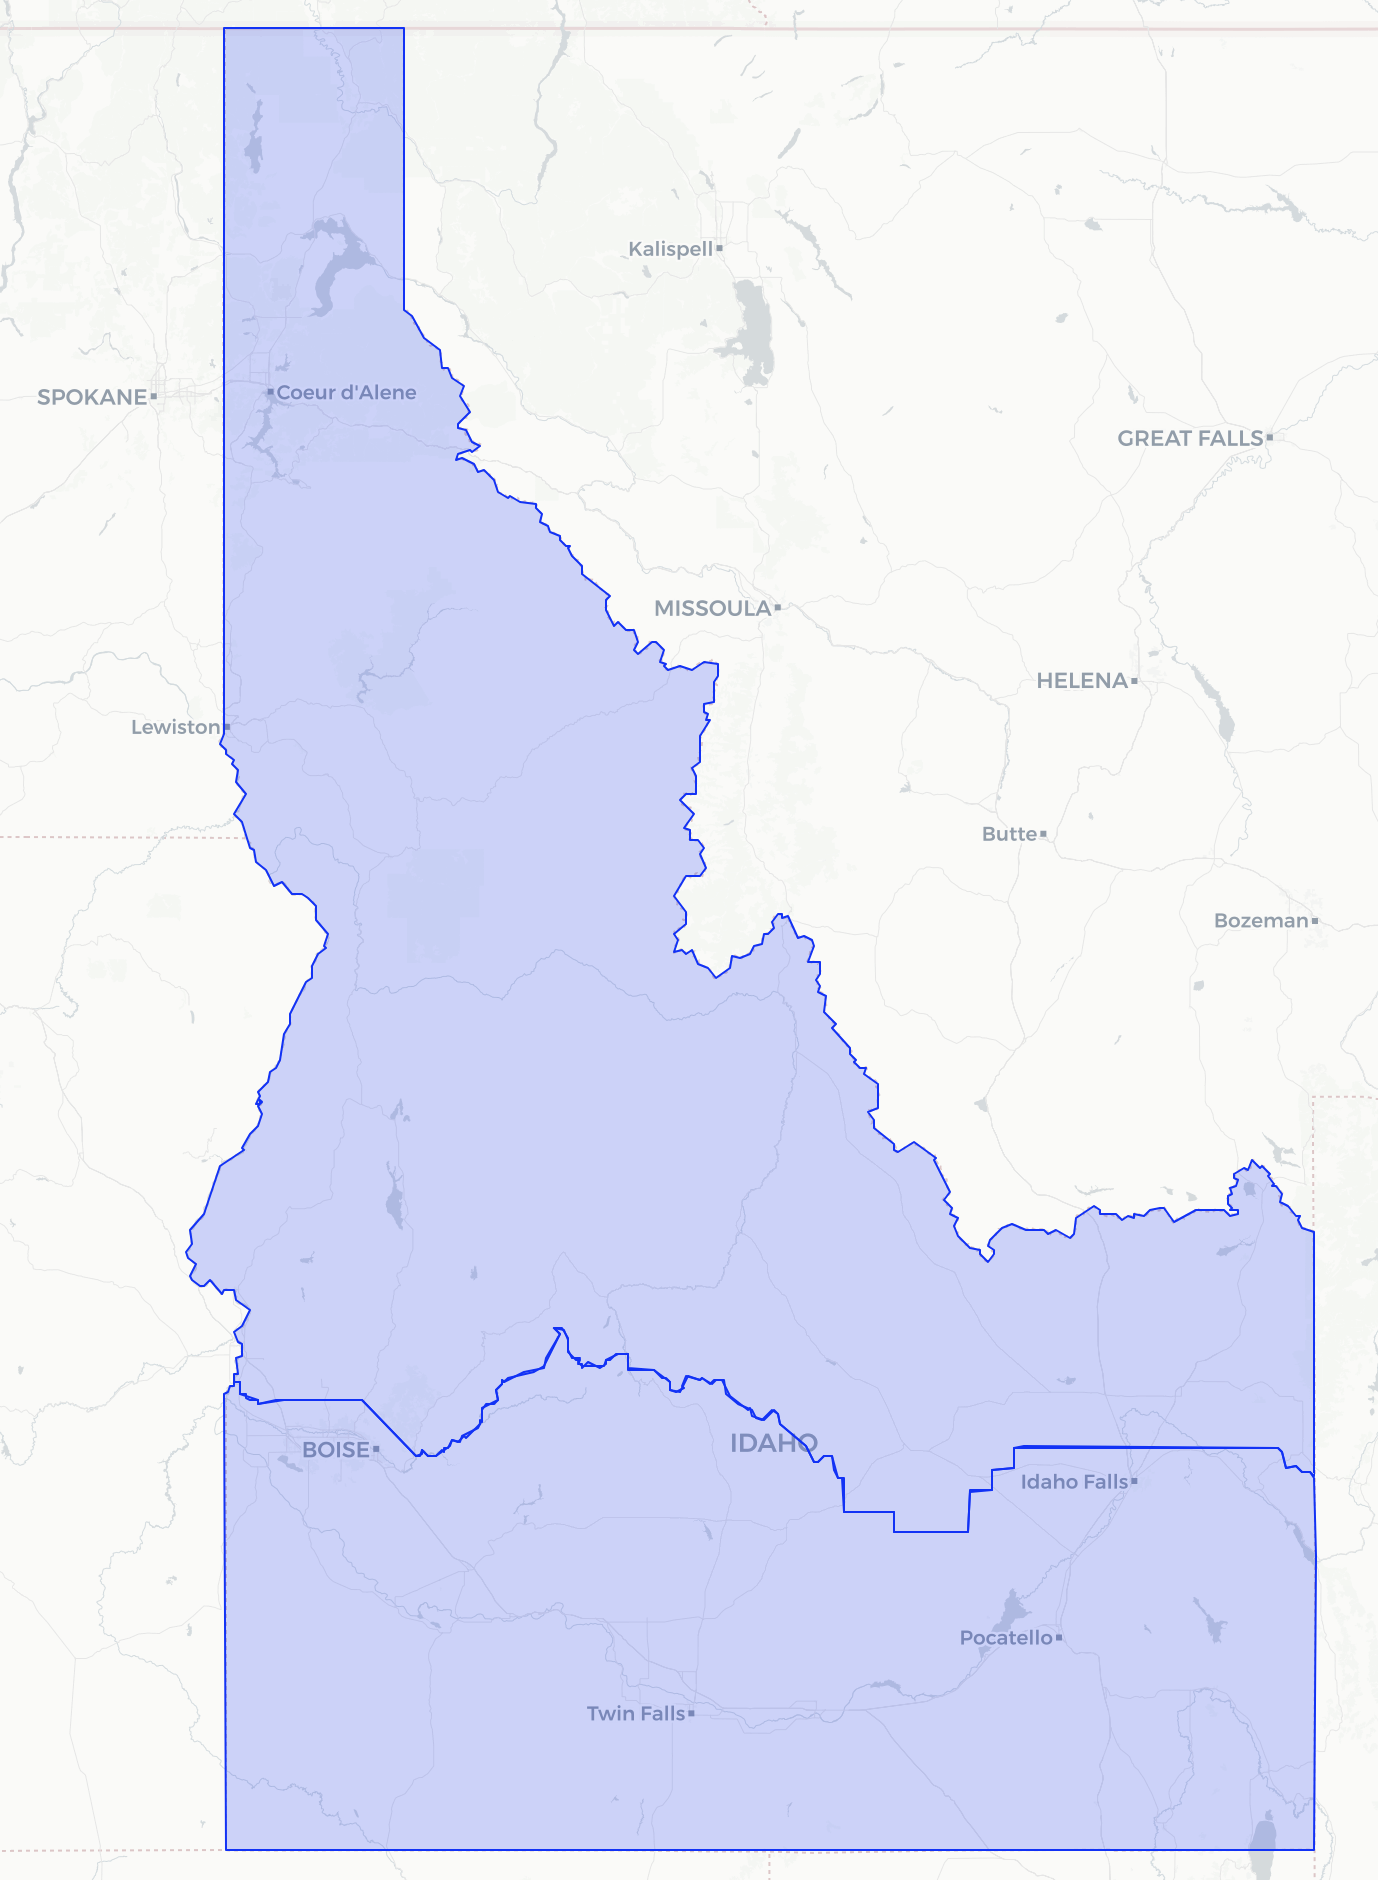 Kalispell
SPOKANE
Coeur d'Alene
GREAT FALLS
MISSOULA
HELENA
Lewiston
Butte
Bozeman
IDAHO
BOISE
Idaho Falls
Pocatello
Twin Falls